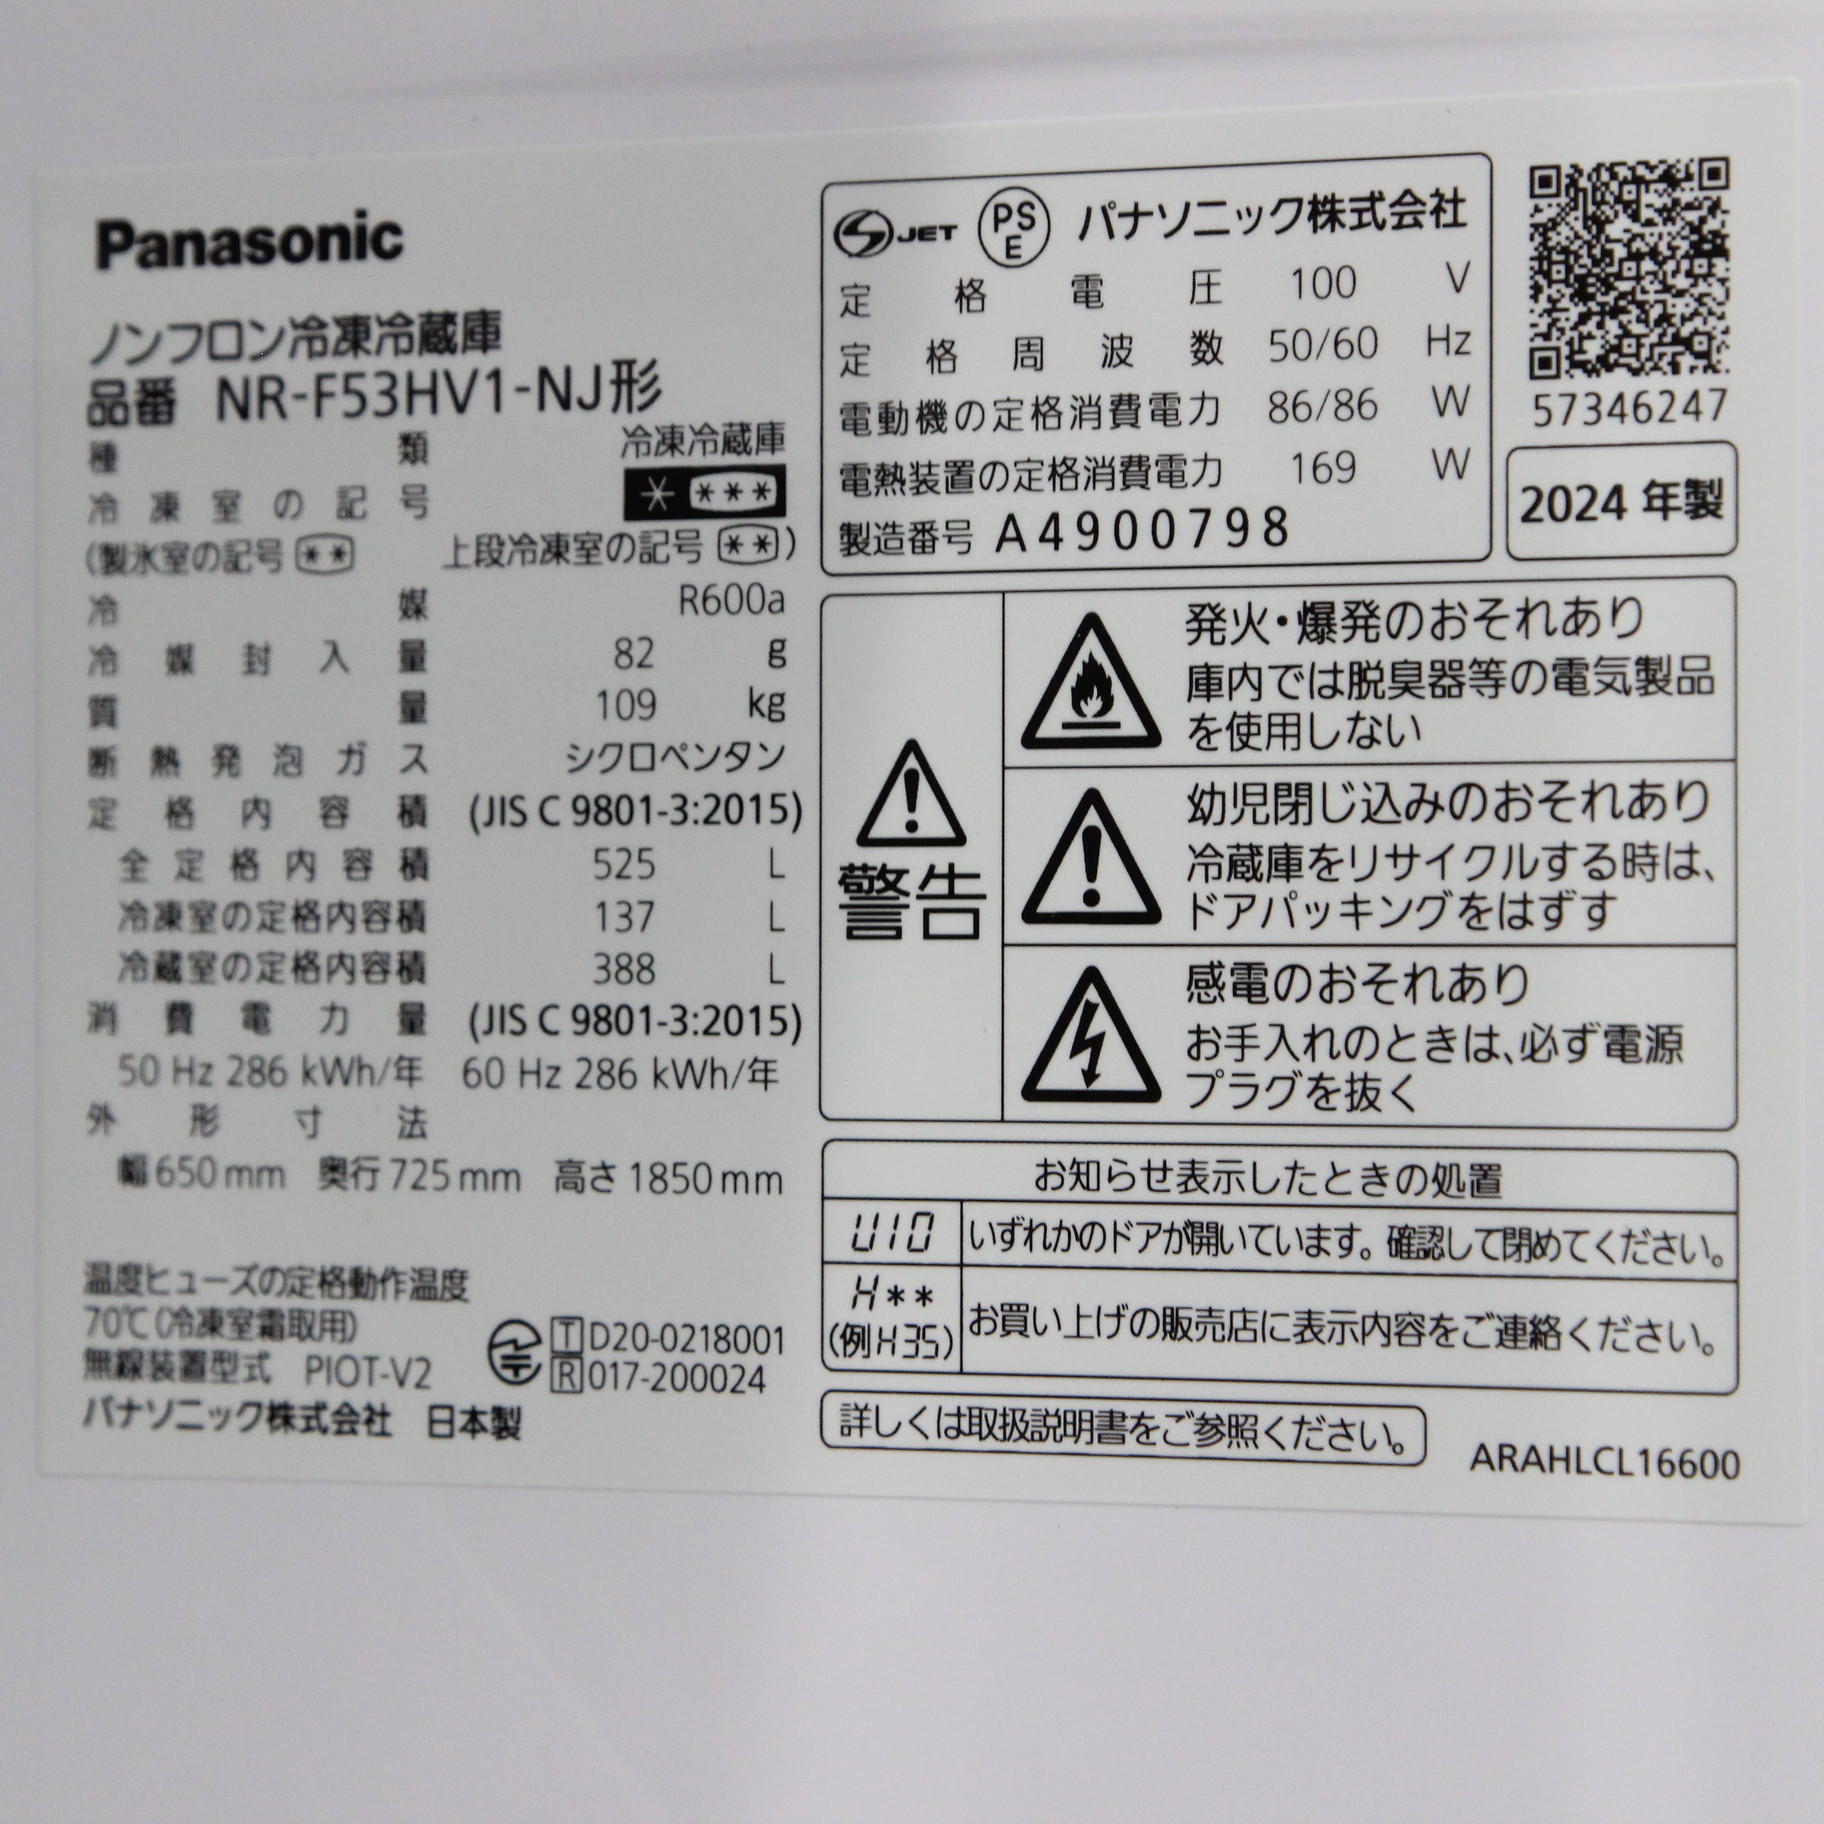 Panasonic
ノンフロン冷凍冷蔵庫
品番 NR-F53HV1-NJ形
種類 冷凍冷蔵庫
冷凍室の記号 * ***
(製氷室の記号 ** 上段冷凍室の記号 **)
冷媒 R600a
冷媒封入量 82 g
質量 109 kg
断熱発泡ガス シクロペンタン
定格内容積 (JIS C 9801-3:2015)
全定格内容積 525 L
冷凍室の定格内容積 137 L
冷蔵室の定格内容積 388 L
消費電力量 (JIS C 9801-3:2015)
50 Hz 286 kWh/年 60 Hz 286 kWh/年
外形寸法
幅650mm 奥行725mm 高さ1850mm
温度ヒューズの定格動作温度
70℃(冷凍室霜取用)
無線装置型式 PIOT-V2
T D20-0218001
R 017-200024
パナソニック株式会社 日本製
S JET PSE パナソニック株式会社
定格電圧 100 V
定格周波数 50/60 Hz
電動機の定格消費電力 86/86 W
電熱装置の定格消費電力 169 W
製造番号 A4900798
57346247
2024年製
警告
発火・爆発のおそれあり
庫内では脱臭器等の電気製品
を使用しない
幼児閉じ込みのおそれあり
冷蔵庫をリサイクルする時は、
ドアパッキングをはずす
感電のおそれあり
お手入れのときは、必ず電源
プラグを抜く
お知らせ表示したときの処置
U10 いずれかのドアが開いています。確認して閉めてください。
H**
(例H35) お買い上げの販売店に表示内容をご連絡ください。
詳しくは取扱説明書をご参照ください。
ARAHLCL16600